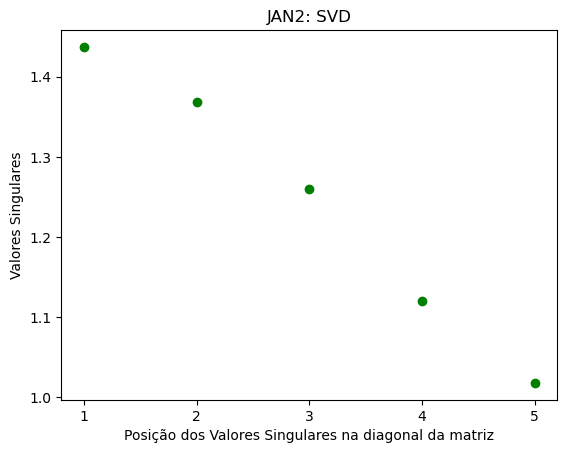 JAN2: SVD
Valores Singulares
1.4
1.3
1.2
1.1
1.0
1 2 3 4 5
Posição dos Valores Singulares na diagonal da matriz